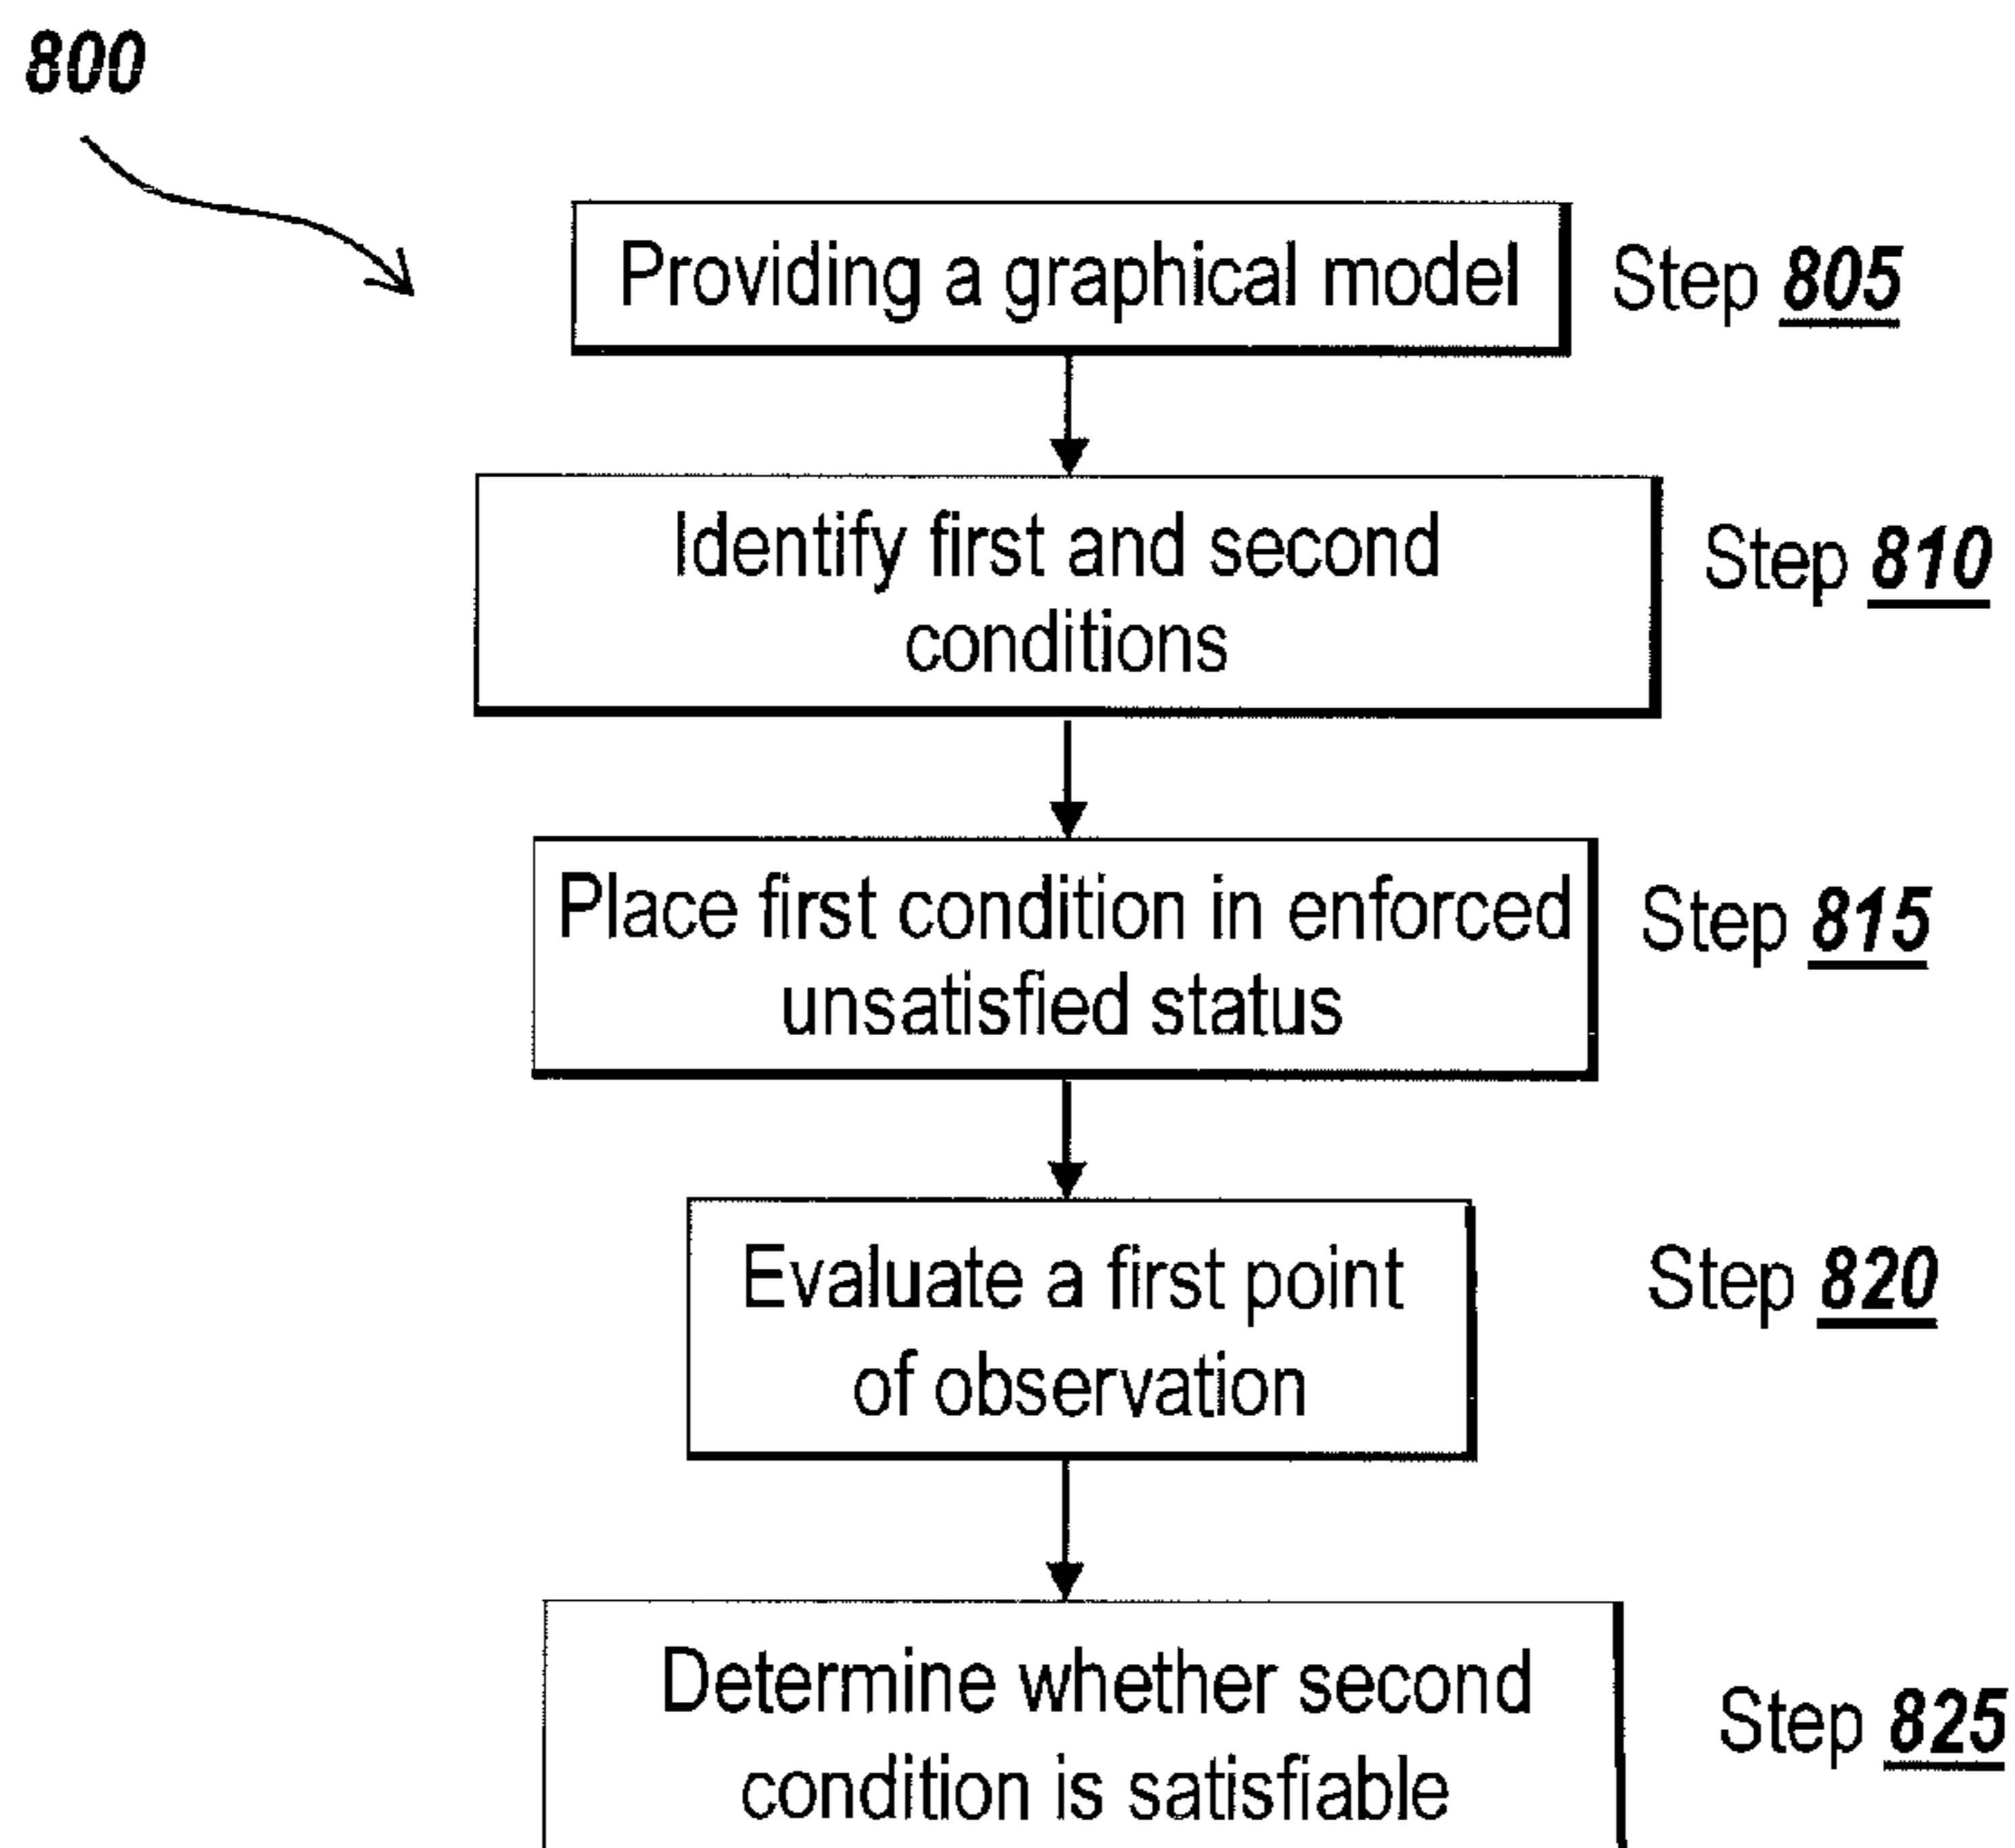 800
Providing a graphical model
Step 805
Identify first and second
conditions
Step 810
Place first condition in enforced
unsatisfied status
Step 815
Evaluate a first point
of observation
Step 820
Determine whether second
condition is satisfiable
Step 825